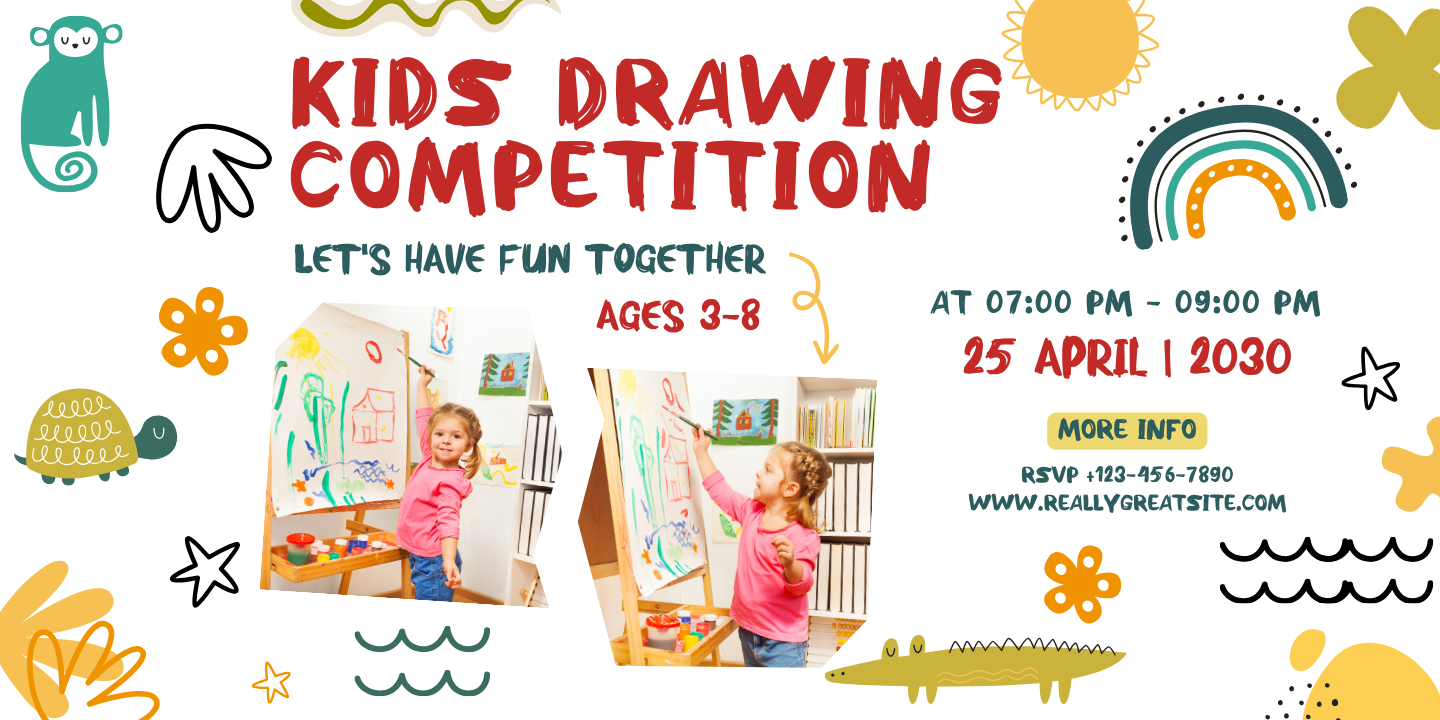 KIDS DRAWING
COMPETITION
LET'S HAVE FUN TOGETHER
AGES 3-8
AT 07:00 PM - 09:00 PM
25 APRIL | 2030
MORE INFO
RSVP +123-456-7890
WWW.REALLYGREATSITE.COM